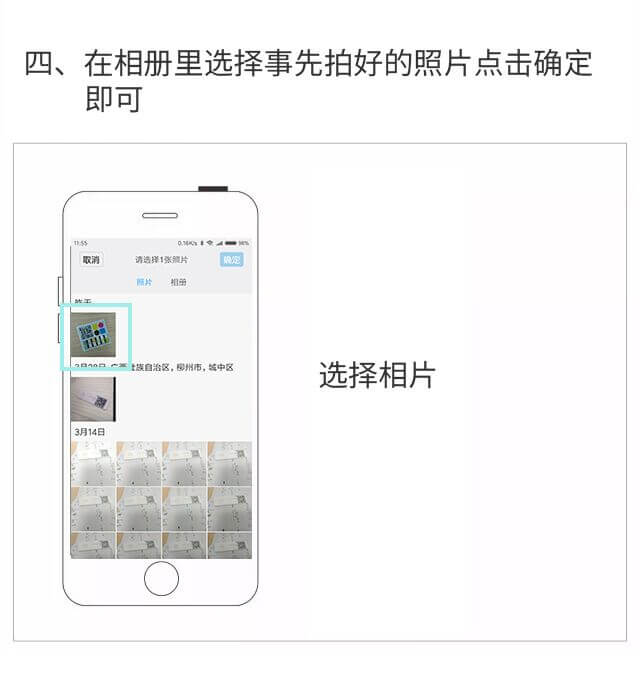 四、在相册里选择事先拍好的照片点击确定
即可
11:55
0.16K/s
98%
取消
请选择1张照片
确定
照片
相册
昨天
3月28日 广西壮族自治区, 柳州市, 城中区
3月14日
选择相片